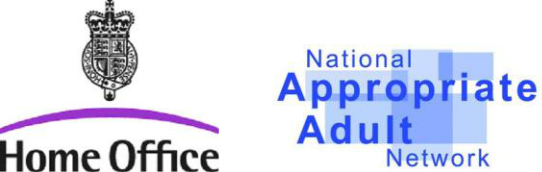 Home Office
National
Appropriate
Adult
Network